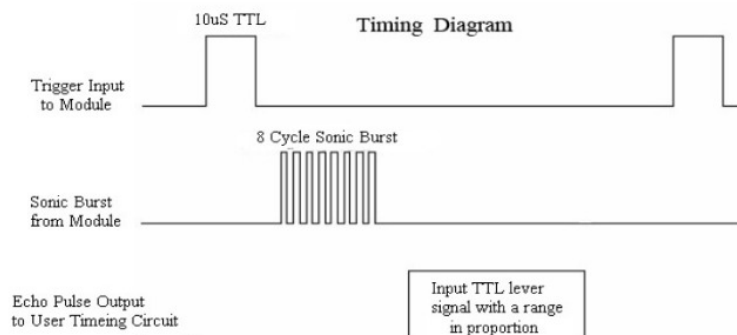 10uS TTL
Timing Diagram
Trigger Input
to Module
8 Cycle Sonic Burst
Sonic Burst
from Module
Echo Pulse Output
to User Timeing Circuit
Input TTL lever
signal with a range
in proportion